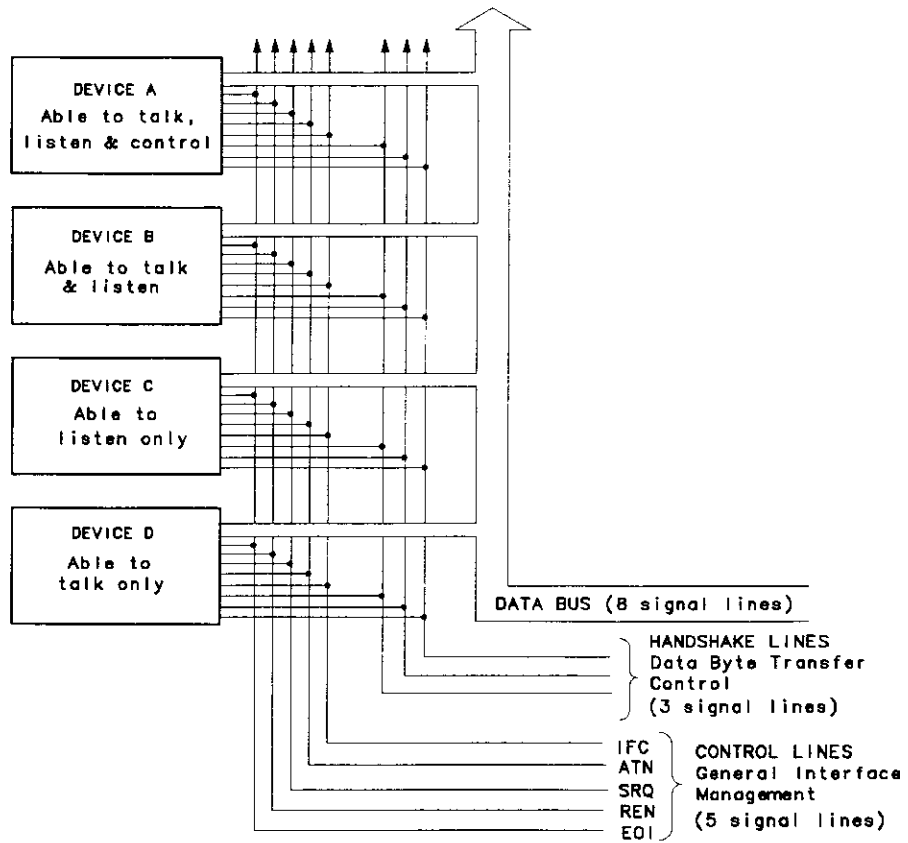 DEVICE A
Able to talk,
listen & control
DEVICE B
Able to talk
& listen
DEVICE C
Able to
listen only
DEVICE D
Able to
talk only
DATA BUS (8 signal lines)
HANDSHAKE LINES
Data Byte Transfer
Control
(3 signal lines)
IFC
ATN
SRQ
REN
EOI
CONTROL LINES
General Interface
Management
(5 signal lines)